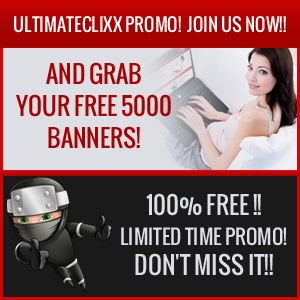 ULTIMATECLIXX PROMO! JOIN US NOW!!
AND GRAB
YOUR FREE 5000
BANNERS!
100% FREE !!
LIMITED TIME PROMO!
DON'T MISS IT!!